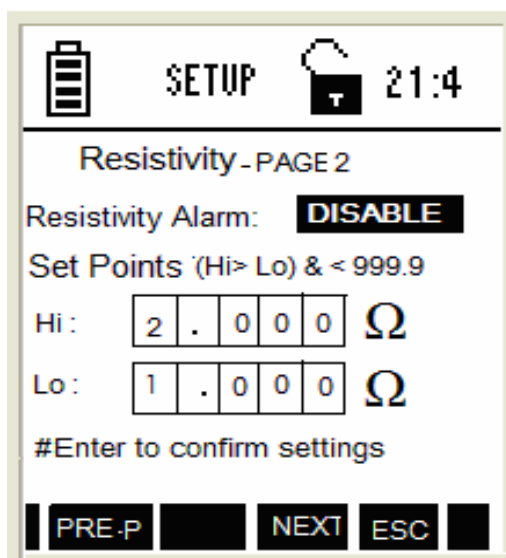 SETUP T 21:4
Resistivity - PAGE 2
Resistivity Alarm: DISABLE
Set Points (Hi> Lo) & < 999.9
Hi : 2 . 0 0 0 Ω
Lo : 1 . 0 0 0 Ω
#Enter to confirm settings
PRE-P NEXT ESC